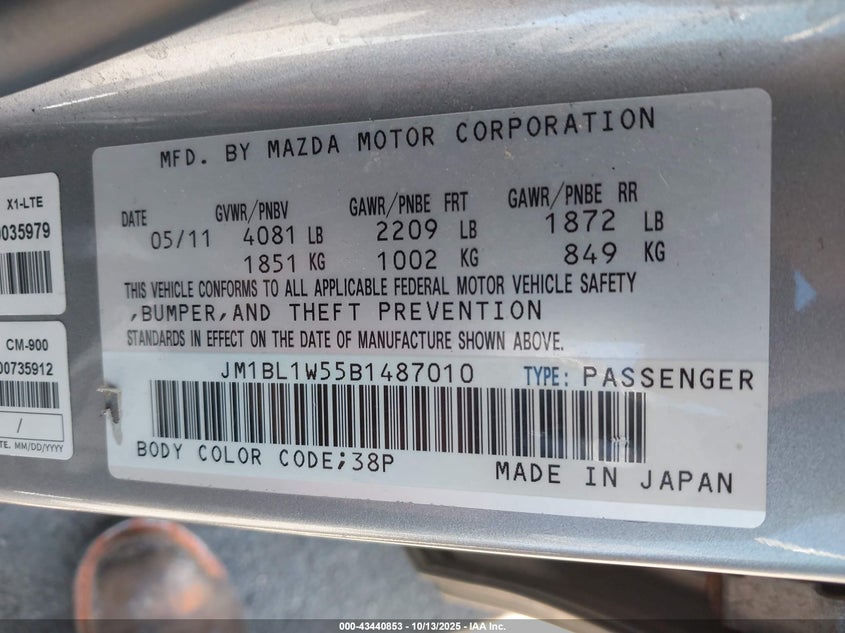 X1-LTE
0035979
CM-900
00735912
/
TE. MM/DD/YYYY
MFD. BY MAZDA MOTOR CORPORATION
DATE GVWR/PNBV GAWR/PNBE FRT GAWR/PNBE RR
05/11 4081 LB 2209 LB 1872 LB
1851 KG 1002 KG 849 KG
THIS VEHICLE CONFORMS TO ALL APPLICABLE FEDERAL MOTOR VEHICLE SAFETY
,BUMPER,AND THEFT PREVENTION
STANDARDS IN EFFECT ON THE DATE OF MANUFACTURE SHOWN ABOVE.
JM1BL1W55B1487010 TYPE: PASSENGER
BODY COLOR CODE;38P
MADE IN JAPAN
000-43440853 | 10/13/2025 - IAA Inc.